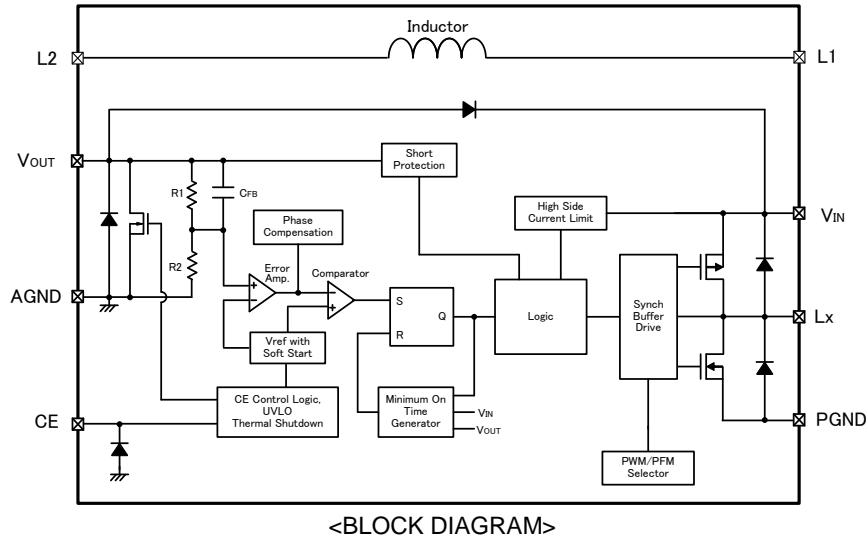 Inductor
L2
L1
VOUT
Short
Protection
R1
CFB
High Side
Current Limit
VIN
Phase
Compensation
R2
Error
Amp.
Comparator
+
−
−
+
S
Q
R
Logic
Synch
Buffer
Drive
AGND
Lx
Vref with
Soft Start
CE Control Logic,
UVLO
Thermal Shutdown
Minimum On
Time
Generator
VIN
VOUT
CE
PGND
PWM/PFM
Selector
<BLOCK DIAGRAM>